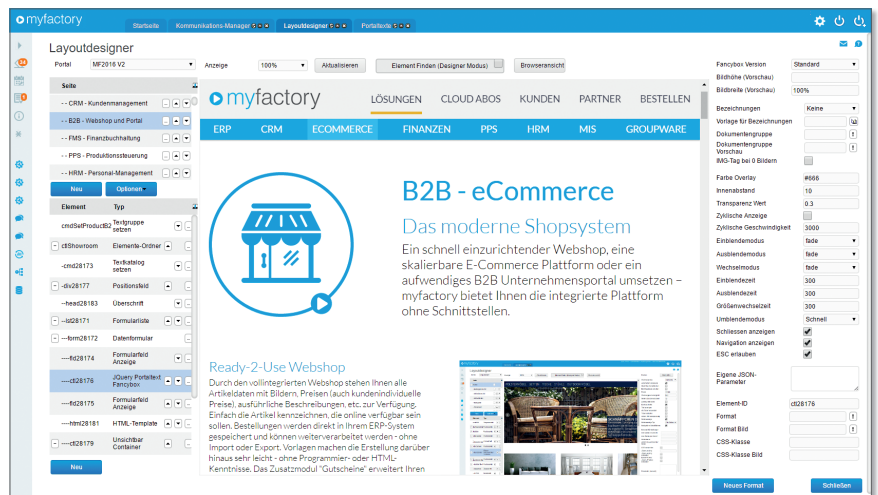 myfactory
Startseite
Kommunikations-Manager
Layoutdesigner
Portaltexte
Layoutdesigner
Portal
MF2016 V2
Anzeige
100%
Aktualisieren
Element Finden (Designer Modus)
Browseransicht
Seite
- - CRM - Kundenmanagement
- - B2B - Webshop und Portal
- - FMS - Finanzbuchhaltung
- - PPS - Produktionssteuerung
- - HRM - Personal-Management
Neu
Optionen
Element
Typ
cmdSetProductB2
Textgruppe
setzen
ctlShowroom
Elemente-Ordner
-cmd28173
Textkatalog
setzen
-div28177
Positionsfeld
--head28183
Überschrift
--lst28171
Formularliste
---form28172
Datenformular
----fld28174
Formularfeld
Anzeige
----ctl28176
JQuery Portaltext
Fancybox
----fld28175
Formularfeld
Anzeige
----html28181
HTML-Template
----ctl28179
Unsichtbar
Container
Neu
myfactory
LÖSUNGEN
CLOUD ABOS
KUNDEN
PARTNER
BESTELLEN
ERP
CRM
ECOMMERCE
FINANZEN
PPS
HRM
MIS
GROUPWARE
B2B - eCommerce
Das moderne Shopsystem
Ein schnell einzurichtender Webshop, eine
skalierbare E-Commerce Plattform oder ein
aufwendiges B2B Unternehmensportal umsetzen –
myfactory bietet Ihnen die integrierte Plattform
ohne Schnittstellen.
Ready-2-Use Webshop
Durch den vollintegrierten Webshop stehen Ihnen alle
Artikeldaten mit Bildern, Preisen (auch kundenindividuelle
Preise), ausführliche Beschreibungen, etc. zur Verfügung.
Einfach die Artikel kennzeichnen, die online verfügbar sein
sollen. Bestellungen werden direkt in Ihrem ERP-System
gespeichert und können weiterverarbeitet werden - ohne
Import oder Export. Vorlagen machen die Erstellung darüber
hinaus sehr leicht - ohne Programmier- oder HTML-
Kenntnisse. Das Zusatzmodul "Gutscheine" erweitert Ihren
Fancybox Version
Standard
Bildhöhe (Vorschau)
Bildbreite (Vorschau)
100%
Bezeichnungen
Keine
Vorlage für Bezeichnungen
Dokumentengruppe
Dokumentengruppe
Vorschau
IMG-Tag bei 0 Bildern
Farbe Overlay
#666
Innenabstand
10
Transparenz Wert
0.3
Zyklische Anzeige
Zyklische Geschwindigkeit
3000
Einblendemodus
fade
Ausblendemodus
fade
Wechselmodus
fade
Einblendezeit
300
Ausblendezeit
300
Größenwechselzeit
300
Umblendemodus
Schnell
Schliessen anzeigen
Navigation anzeigen
ESC erlauben
Eigene JSON-
Parameter
Element-ID
ctl28176
Format
Format Bild
CSS-Klasse
CSS-Klasse Bild
Neues Format
Schließen